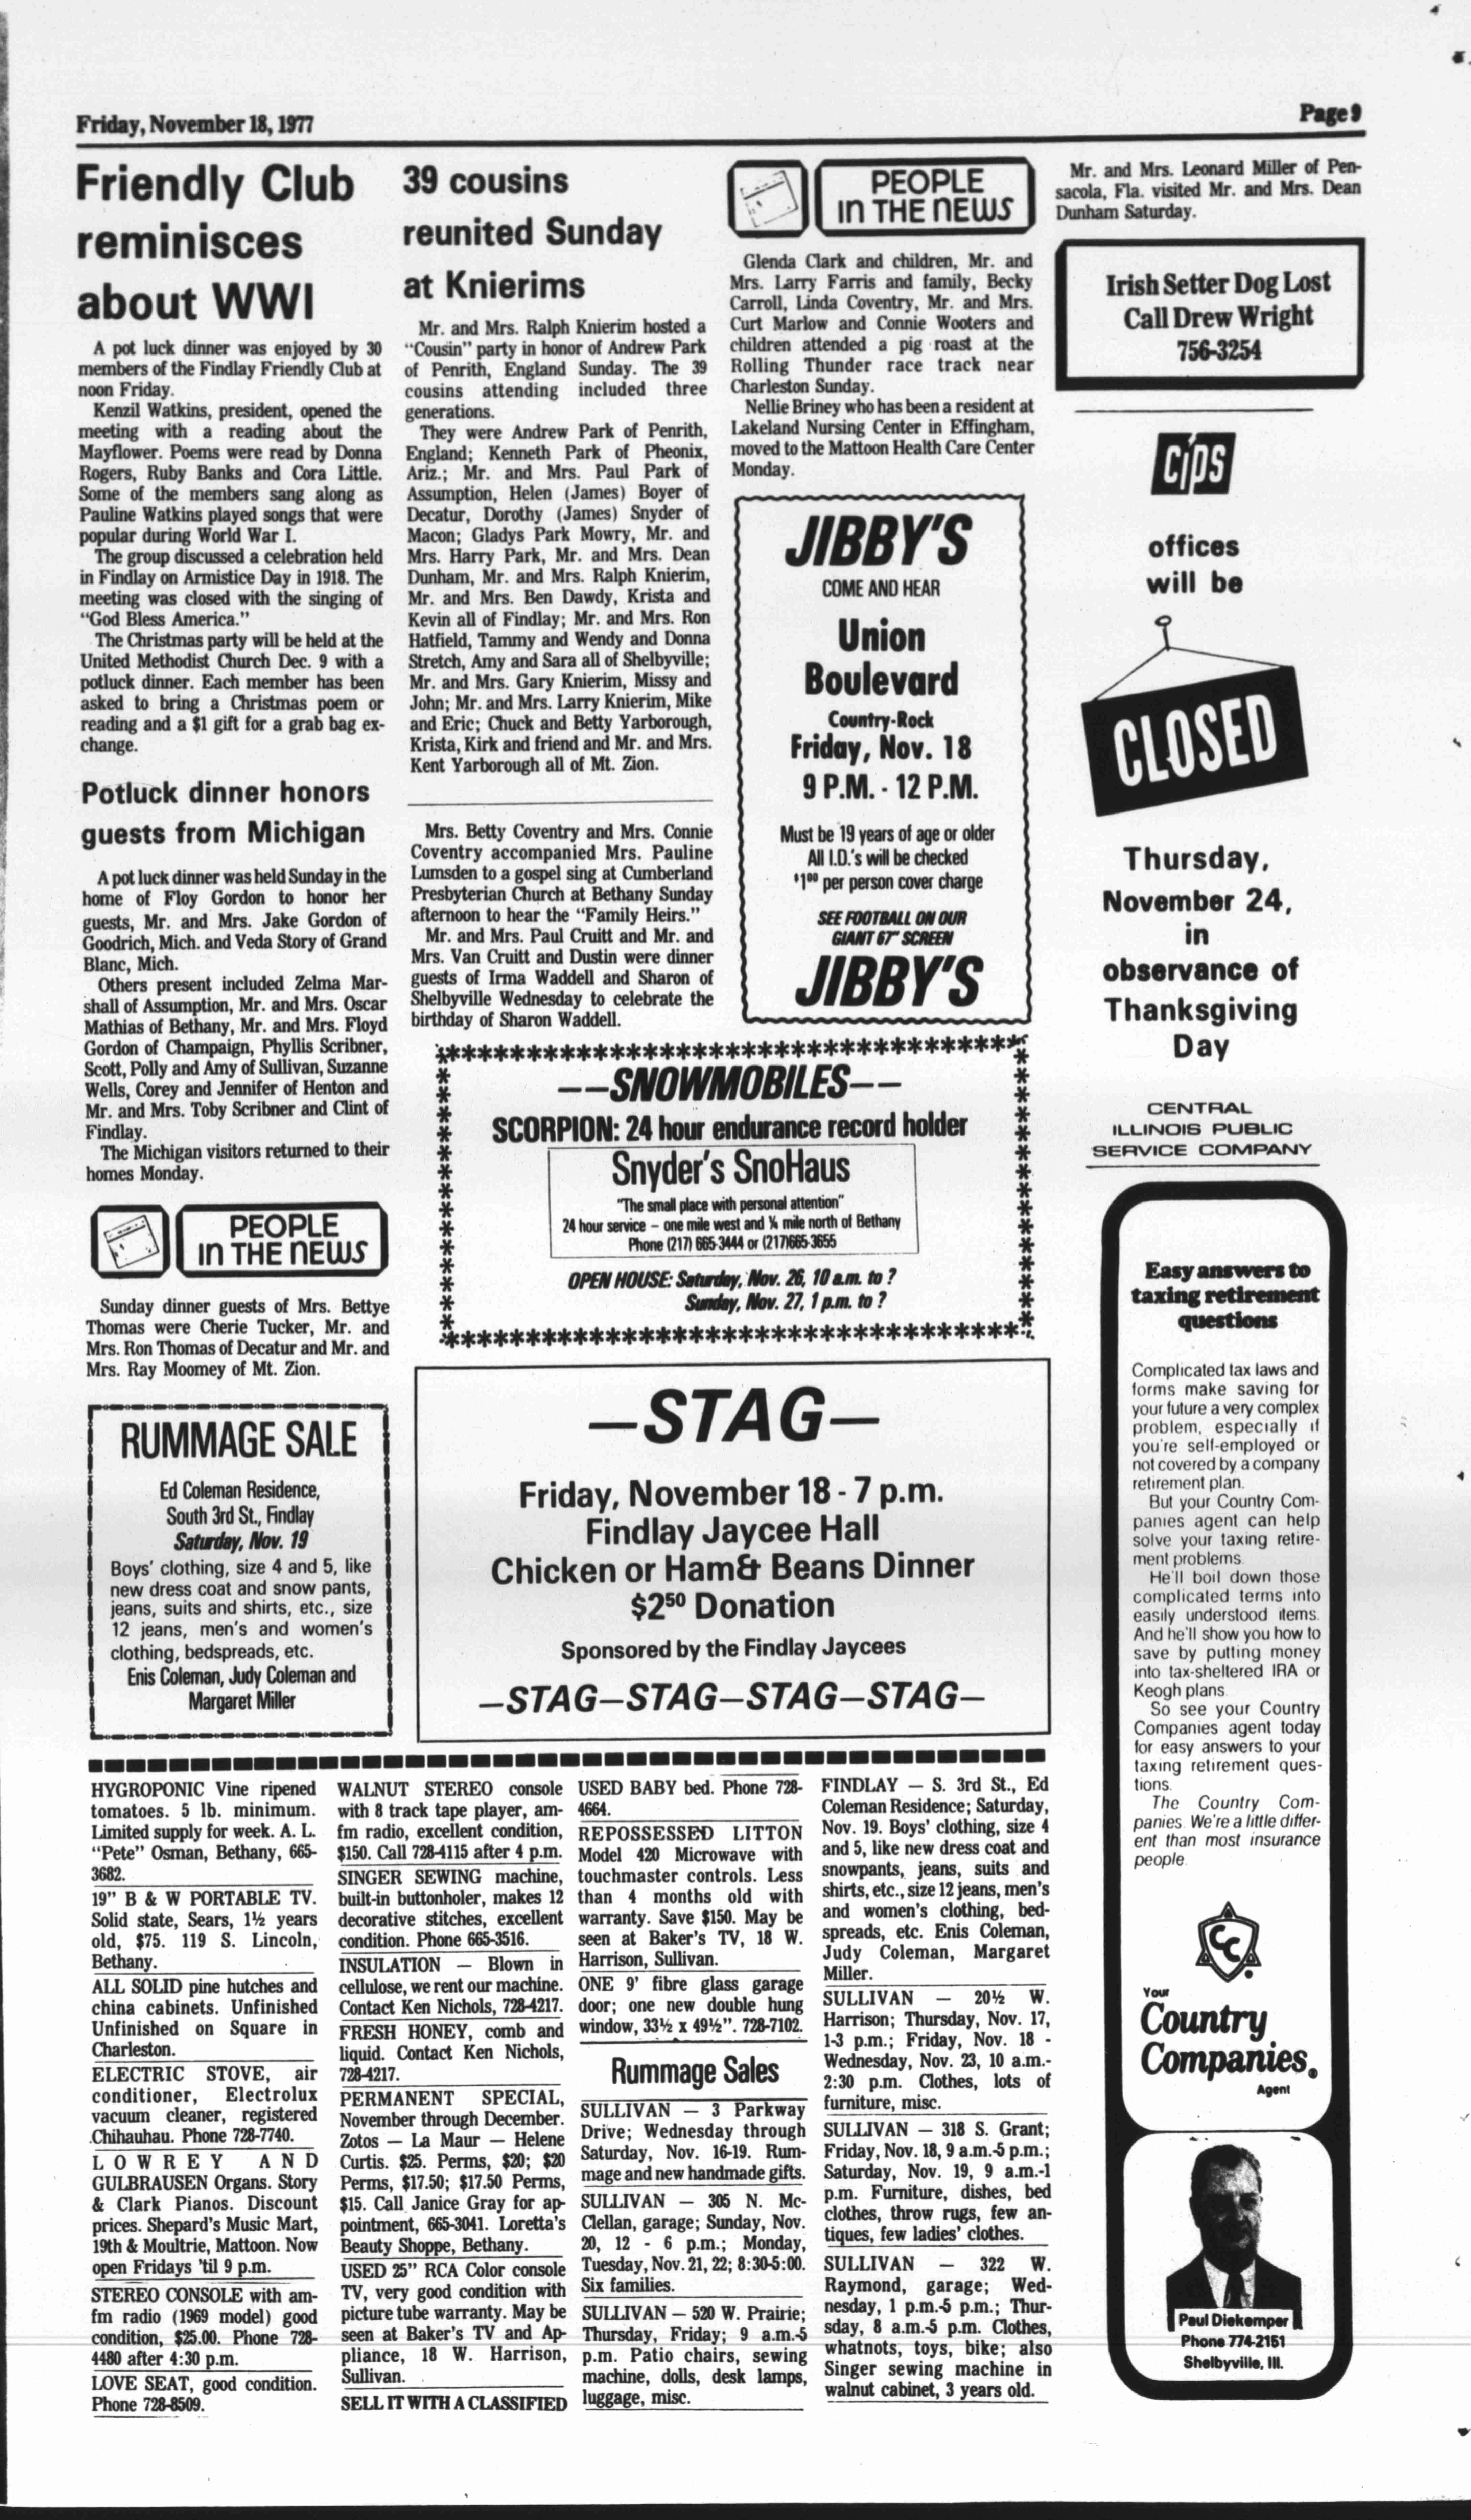 Friday, November 18, 1977
Page 9
Friendly Club
reminisces
about WWI
A pot luck dinner was enjoyed by 30
members of the Findlay Friendly Club at
noon Friday.
Kenzil Watkins, president, opened the
meeting with a reading about the
Mayflower. Poems were read by Donna
Rogers, Ruby Banks and Cora Little.
Some of the members sang along as
Pauline Watkins played songs that were
popular during World War I.
The group discussed a celebration held
in Findlay on Armistice Day in 1918. The
meeting was closed with the singing of
"God Bless America."
The Christmas party will be held at the
United Methodist Church Dec. 9 with a
potluck dinner. Each member has been
asked to bring a Christmas poem or
reading and a $1 gift for a grab bag ex-
change.
Potluck dinner honors
guests from Michigan
A pot luck dinner was held Sunday in the
home of Floy Gordon to honor her
guests, Mr. and Mrs. Jake Gordon of
Goodrich, Mich. and Veda Story of Grand
Blanc, Mich.
Others present included Zelma Mar-
shall of Assumption, Mr. and Mrs. Oscar
Mathias of Bethany, Mr. and Mrs. Floyd
Gordon of Champaign, Phyllis Scribner,
Scott, Polly and Amy of Sullivan, Suzanne
Wells, Corey and Jennifer of Henton and
Mr. and Mrs. Toby Scribner and Clint of
Findlay.
The Michigan visitors returned to their
homes Monday.
PEOPLE
IN THE NEWS
Sunday dinner guests of Mrs. Bettye
Thomas were Cherie Tucker, Mr. and
Mrs. Ron Thomas of Decatur and Mr. and
Mrs. Ray Moomey of Mt. Zion.
RUMMAGE SALE
Ed Coleman Residence,
South 3rd St., Findlay
Saturday, Nov. 19
Boys' clothing, size 4 and 5, like
new dress coat and snow pants,
jeans, suits and shirts, etc., size
12 jeans, men's and women's
clothing, bedspreads, etc.
Enis Coleman, Judy Coleman and
Margaret Miller
39 cousins
reunited Sunday
at Knierims
Mr. and Mrs. Ralph Knierim hosted a
"Cousin" party in honor of Andrew Park
of Penrith, England Sunday. The 39
cousins attending included three
generations.
They were Andrew Park of Penrith,
England; Kenneth Park of Pheonix,
Ariz.; Mr. and Mrs. Paul Park of
Assumption, Helen (James) Boyer of
Decatur, Dorothy (James) Snyder of
Macon; Gladys Park Mowry, Mr. and
Mrs. Harry Park, Mr. and Mrs. Dean
Dunham, Mr. and Mrs. Ralph Knierim,
Mr. and Mrs. Ben Dawdy, Krista and
Kevin all of Findlay; Mr. and Mrs. Ron
Hatfield, Tammy and Wendy and Donna
Stretch, Amy and Sara all of Shelbyville;
Mr. and Mrs. Gary Knierim, Missy and
John; Mr. and Mrs. Larry Knierim, Mike
and Eric; Chuck and Betty Yarborough,
Krista, Kirk and friend and Mr. and Mrs.
Kent Yarborough all of Mt. Zion.
Mrs. Betty Coventry and Mrs. Connie
Coventry accompanied Mrs. Pauline
Lumsden to a gospel sing at Cumberland
Presbyterian Church at Bethany Sunday
afternoon to hear the "Family Heirs."
Mr. and Mrs. Paul Cruitt and Mr. and
Mrs. Van Cruitt and Dustin were dinner
guests of Irma Waddell and Sharon of
Shelbyville Wednesday to celebrate the
birthday of Sharon Waddell.
PEOPLE
IN THE NEWS
Glenda Clark and children, Mr. and
Mrs. Larry Farris and family, Becky
Carroll, Linda Coventry, Mr. and Mrs.
Curt Marlow and Connie Wooters and
children attended a pig roast at the
Rolling Thunder race track near
Charleston Sunday.
Nellie Briney who has been a resident at
Lakeland Nursing Center in Effingham,
moved to the Mattoon Health Care Center
Monday.
JIBBY'S
COME AND HEAR
Union
Boulevard
Country-Rock
Friday, Nov. 18
9 P.M. - 12 P.M.
Must be 19 years of age or older
All I.D.'s will be checked
$1.00 per person cover charge
SEE FOOTBALL ON OUR
GIANT 67" SCREEN
JIBBY'S
--SNOWMOBILES--
SCORPION: 24 hour endurance record holder
Snyder's SnoHaus
"The small place with personal attention"
24 hour service – one mile west and ¼ mile north of Bethany
Phone (217) 665-3444 or (217)665-3655
OPEN HOUSE: Saturday, Nov. 26, 10 a.m. to ?
Sunday, Nov. 27, 1 p.m. to ?
—STAG—
Friday, November 18 - 7 p.m.
Findlay Jaycee Hall
Chicken or Ham& Beans Dinner
$2.50 Donation
Sponsored by the Findlay Jaycees
—STAG—STAG—STAG—STAG—
Mr. and Mrs. Leonard Miller of Pen-
sacola, Fla. visited Mr. and Mrs. Dean
Dunham Saturday.
Irish Setter Dog Lost
Call Drew Wright
756-3254
CIPS
offices
will be
CLOSED
Thursday,
November 24,
in
observance of
Thanksgiving
Day
CENTRAL
ILLINOIS PUBLIC
SERVICE COMPANY
Easy answers to
taxing retirement
questions
Complicated tax laws and
forms make saving for
your future a very complex
problem, especially if
you're self-employed or
not covered by a company
retirement plan.
But your Country Com-
panies agent can help
solve your taxing retire-
ment problems.
He'll boil down those
complicated terms into
easily understood items.
And he'll show you how to
save by putting money
into tax-sheltered IRA or
Keogh plans.
So see your Country
Companies agent today
for easy answers to your
taxing retirement ques-
tions.
The Country Com-
panies. We're a little differ-
ent than most insurance
people.
CC
Your
Country
Companies®
Agent
Paul Diekemper
Phone 774-2151
Shelbyville, Ill.
HYGROPONIC Vine ripened
tomatoes. 5 lb. minimum.
Limited supply for week. A. L.
"Pete" Osman, Bethany, 665-
3682.
19" B & W PORTABLE TV.
Solid state, Sears, 1½ years
old, $75. 119 S. Lincoln,
Bethany.
ALL SOLID pine hutches and
china cabinets. Unfinished
Unfinished on Square in
Charleston.
ELECTRIC STOVE, air
conditioner, Electrolux
vacuum cleaner, registered
Chihauhau. Phone 728-7740.
LOWREY AND
GULBRAUSEN Organs. Story
& Clark Pianos. Discount
prices. Shepard's Music Mart,
19th & Moultrie, Mattoon. Now
open Fridays 'til 9 p.m.
STEREO CONSOLE with am-
fm radio (1969 model) good
condition, $25.00. Phone 728-
4480 after 4:30 p.m.
LOVE SEAT, good condition.
Phone 728-8509.
WALNUT STEREO console
with 8 track tape player, am-
fm radio, excellent condition,
$150. Call 728-4115 after 4 p.m.
SINGER SEWING machine,
built-in buttonholer, makes 12
decorative stitches, excellent
condition. Phone 665-3516.
INSULATION — Blown in
cellulose, we rent our machine.
Contact Ken Nichols, 728-4217.
FRESH HONEY, comb and
liquid. Contact Ken Nichols,
728-4217.
PERMANENT SPECIAL,
November through December.
Zotos — La Maur — Helene
Curtis. $25. Perms, $20; $20
Perms, $17.50; $17.50 Perms,
$15. Call Janice Gray for ap-
pointment, 665-3041. Loretta's
Beauty Shoppe, Bethany.
USED 25" RCA Color console
TV, very good condition with
picture tube warranty. May be
seen at Baker's TV and Ap-
pliance, 18 W. Harrison,
Sullivan.
SELL IT WITH A CLASSIFIED
USED BABY bed. Phone 728-
4664.
REPOSSESSED LITTON
Model 420 Microwave with
touchmaster controls. Less
than 4 months old with
warranty. Save $150. May be
seen at Baker's TV, 18 W.
Harrison, Sullivan.
ONE 9' fibre glass garage
door; one new double hung
window, 33½ x 49½". 728-7102.
Rummage Sales
SULLIVAN — 3 Parkway
Drive; Wednesday through
Saturday, Nov. 16-19. Rum-
mage and new handmade gifts.
SULLIVAN — 305 N. Mc-
Clellan, garage; Sunday, Nov.
20, 12 - 6 p.m.; Monday,
Tuesday, Nov. 21, 22; 8:30-5:00.
Six families.
SULLIVAN — 520 W. Prairie;
Thursday, Friday; 9 a.m.-5
p.m. Patio chairs, sewing
machine, dolls, desk lamps,
luggage, misc.
FINDLAY — S. 3rd St., Ed
Coleman Residence; Saturday,
Nov. 19. Boys' clothing, size 4
and 5, like new dress coat and
snowpants, jeans, suits and
shirts, etc., size 12 jeans, men's
and women's clothing, bed-
spreads, etc. Enis Coleman,
Judy Coleman, Margaret
Miller.
SULLIVAN — 20½ W.
Harrison; Thursday, Nov. 17,
1-3 p.m.; Friday, Nov. 18 -
Wednesday, Nov. 23, 10 a.m.-
2:30 p.m. Clothes, lots of
furniture, misc.
SULLIVAN — 318 S. Grant;
Friday, Nov. 18, 9 a.m.-5 p.m.;
Saturday, Nov. 19, 9 a.m.-1
p.m. Furniture, dishes, bed
clothes, throw rugs, few an-
tiques, few ladies' clothes.
SULLIVAN — 322 W.
Raymond, garage; Wed-
nesday, 1 p.m.-5 p.m.; Thur-
sday, 8 a.m.-5 p.m. Clothes,
whatnots, toys, bike; also
Singer sewing machine in
walnut cabinet, 3 years old.